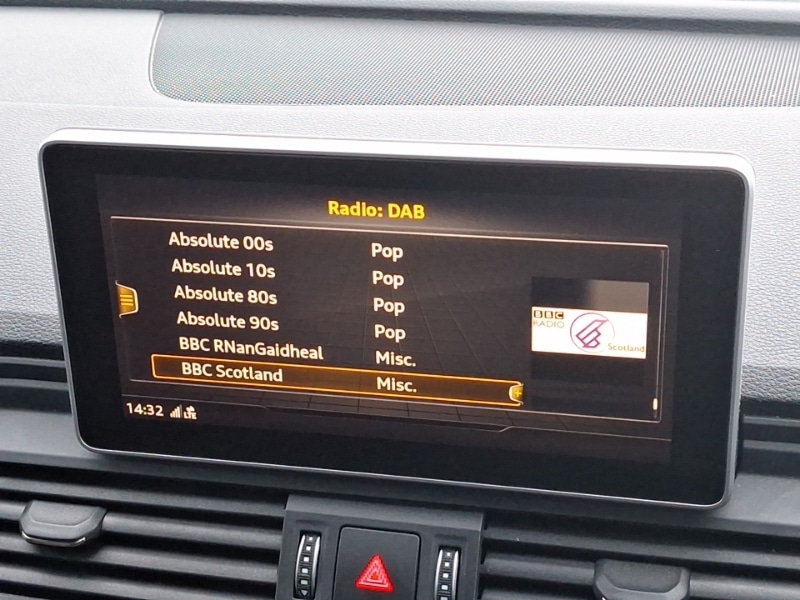 Radio: DAB
Absolute 00s Pop
Absolute 10s Pop
Absolute 80s Pop
Absolute 90s Pop
BBC RNanGaidheal Misc.
BBC Scotland Misc.
BBC
RADIO
Scotland
14:32 LTE